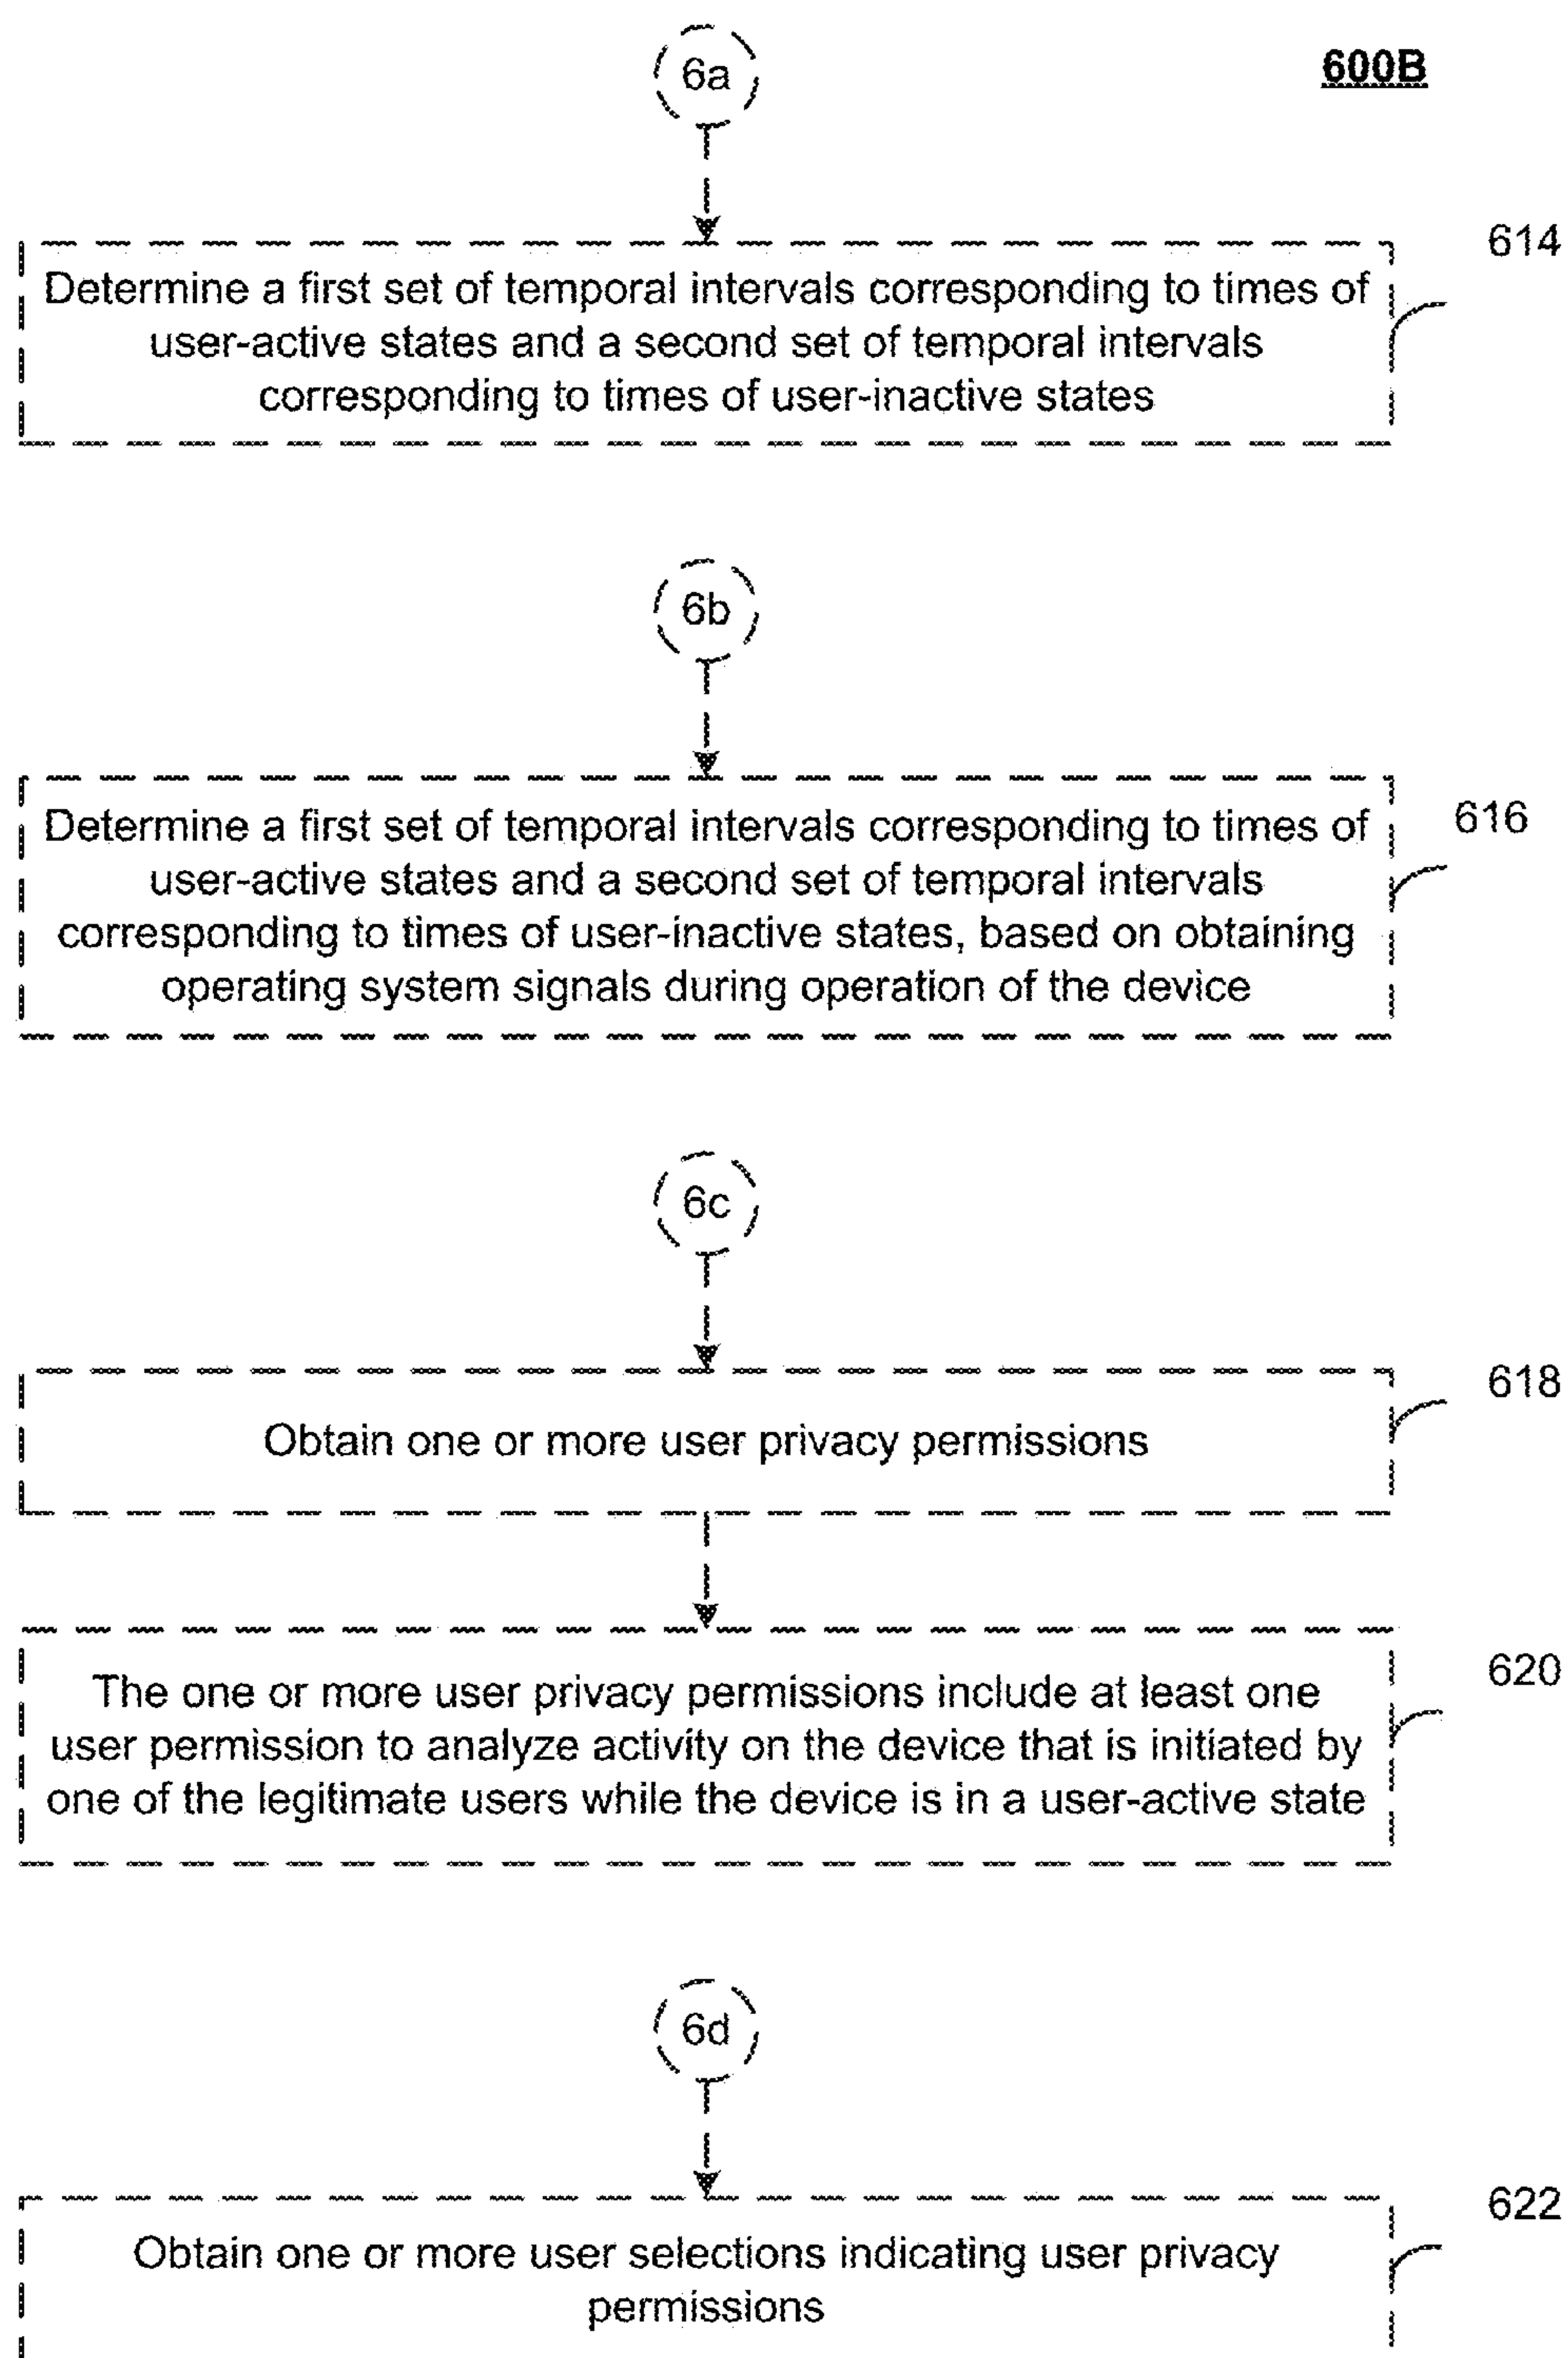 6a
600B
614
Determine a first set of temporal intervals corresponding to times of
user-active states and a second set of temporal intervals
corresponding to times of user-inactive states
6b
616
Determine a first set of temporal intervals corresponding to times of
user-active states and a second set of temporal intervals
corresponding to times of user-inactive states, based on obtaining
operating system signals during operation of the device
6c
618
Obtain one or more user privacy permissions
620
The one or more user privacy permissions include at least one
user permission to analyze activity on the device that is initiated by
one of the legitimate users while the device is in a user-active state
6d
622
Obtain one or more user selections indicating user privacy
permissions